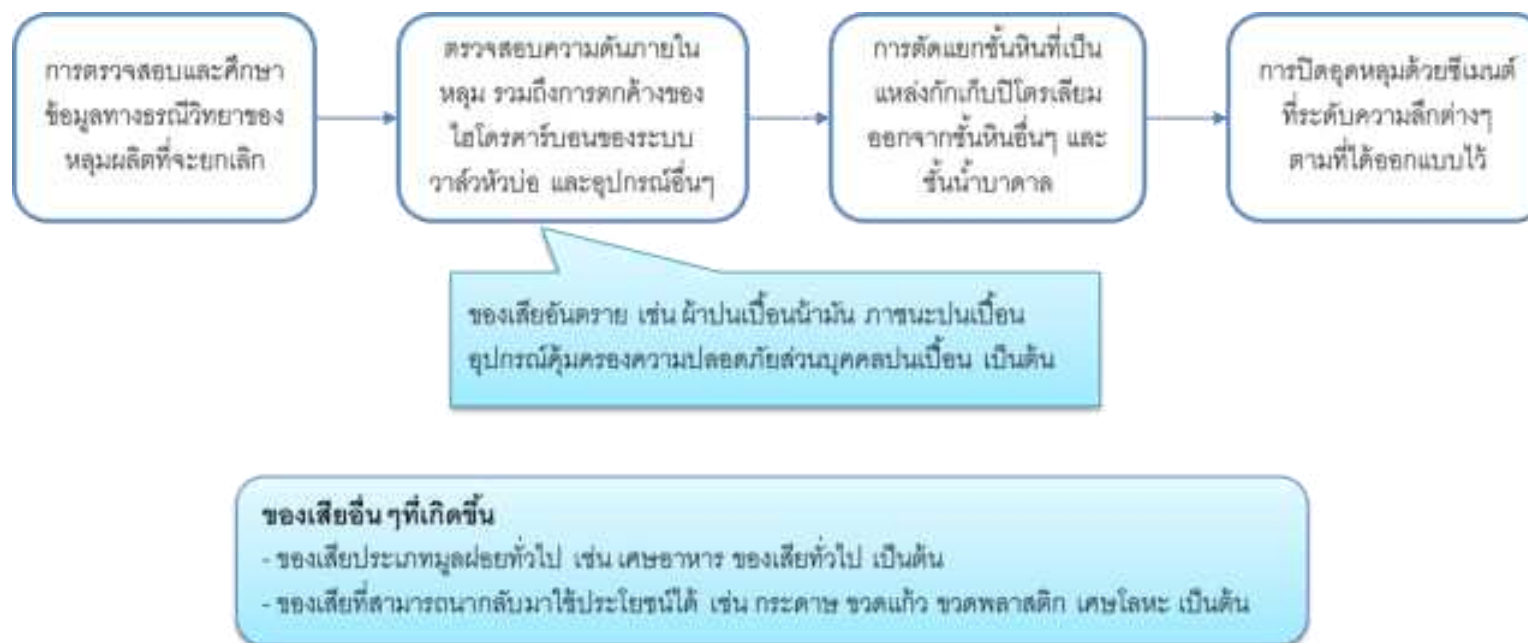 การตรวจสอบและศึกษา
ข้อมูลทางธรณีวิทยาของ
หลุมผลิตที่จะยกเลิก
ตรวจสอบความดันภายใน
หลุม รวมถึงการตกค้างของ
ไฮโดรคาร์บอนของระบบ
วาล์วหัวบ่อ และอุปกรณ์อื่นๆ
การตัดแยกชั้นหินที่เป็น
แหล่งกักเก็บปิโตรเลียม
ออกจากชั้นหินอื่นๆ และ
ชั้นน้ำบาดาล
การปิดอุดหลุมด้วยซีเมนต์
ที่ระดับความลึกต่างๆ
ตามที่ได้ออกแบบไว้
ของเสียอันตราย เช่น ผ้าปนเปื้อนน้ำมัน ภาชนะปนเปื้อน
อุปกรณ์คุ้มครองความปลอดภัยส่วนบุคคลปนเปื้อน เป็นต้น
ของเสียอื่นๆที่เกิดขึ้น
- ของเสียประเภทมูลฝอยทั่วไป เช่น เศษอาหาร ของเสียทั่วไป เป็นต้น
- ของเสียที่สามารถนากลับมาใช้ประโยชน์ได้ เช่น กระดาษ ขวดแก้ว ขวดพลาสติก เศษโลหะ เป็นต้น